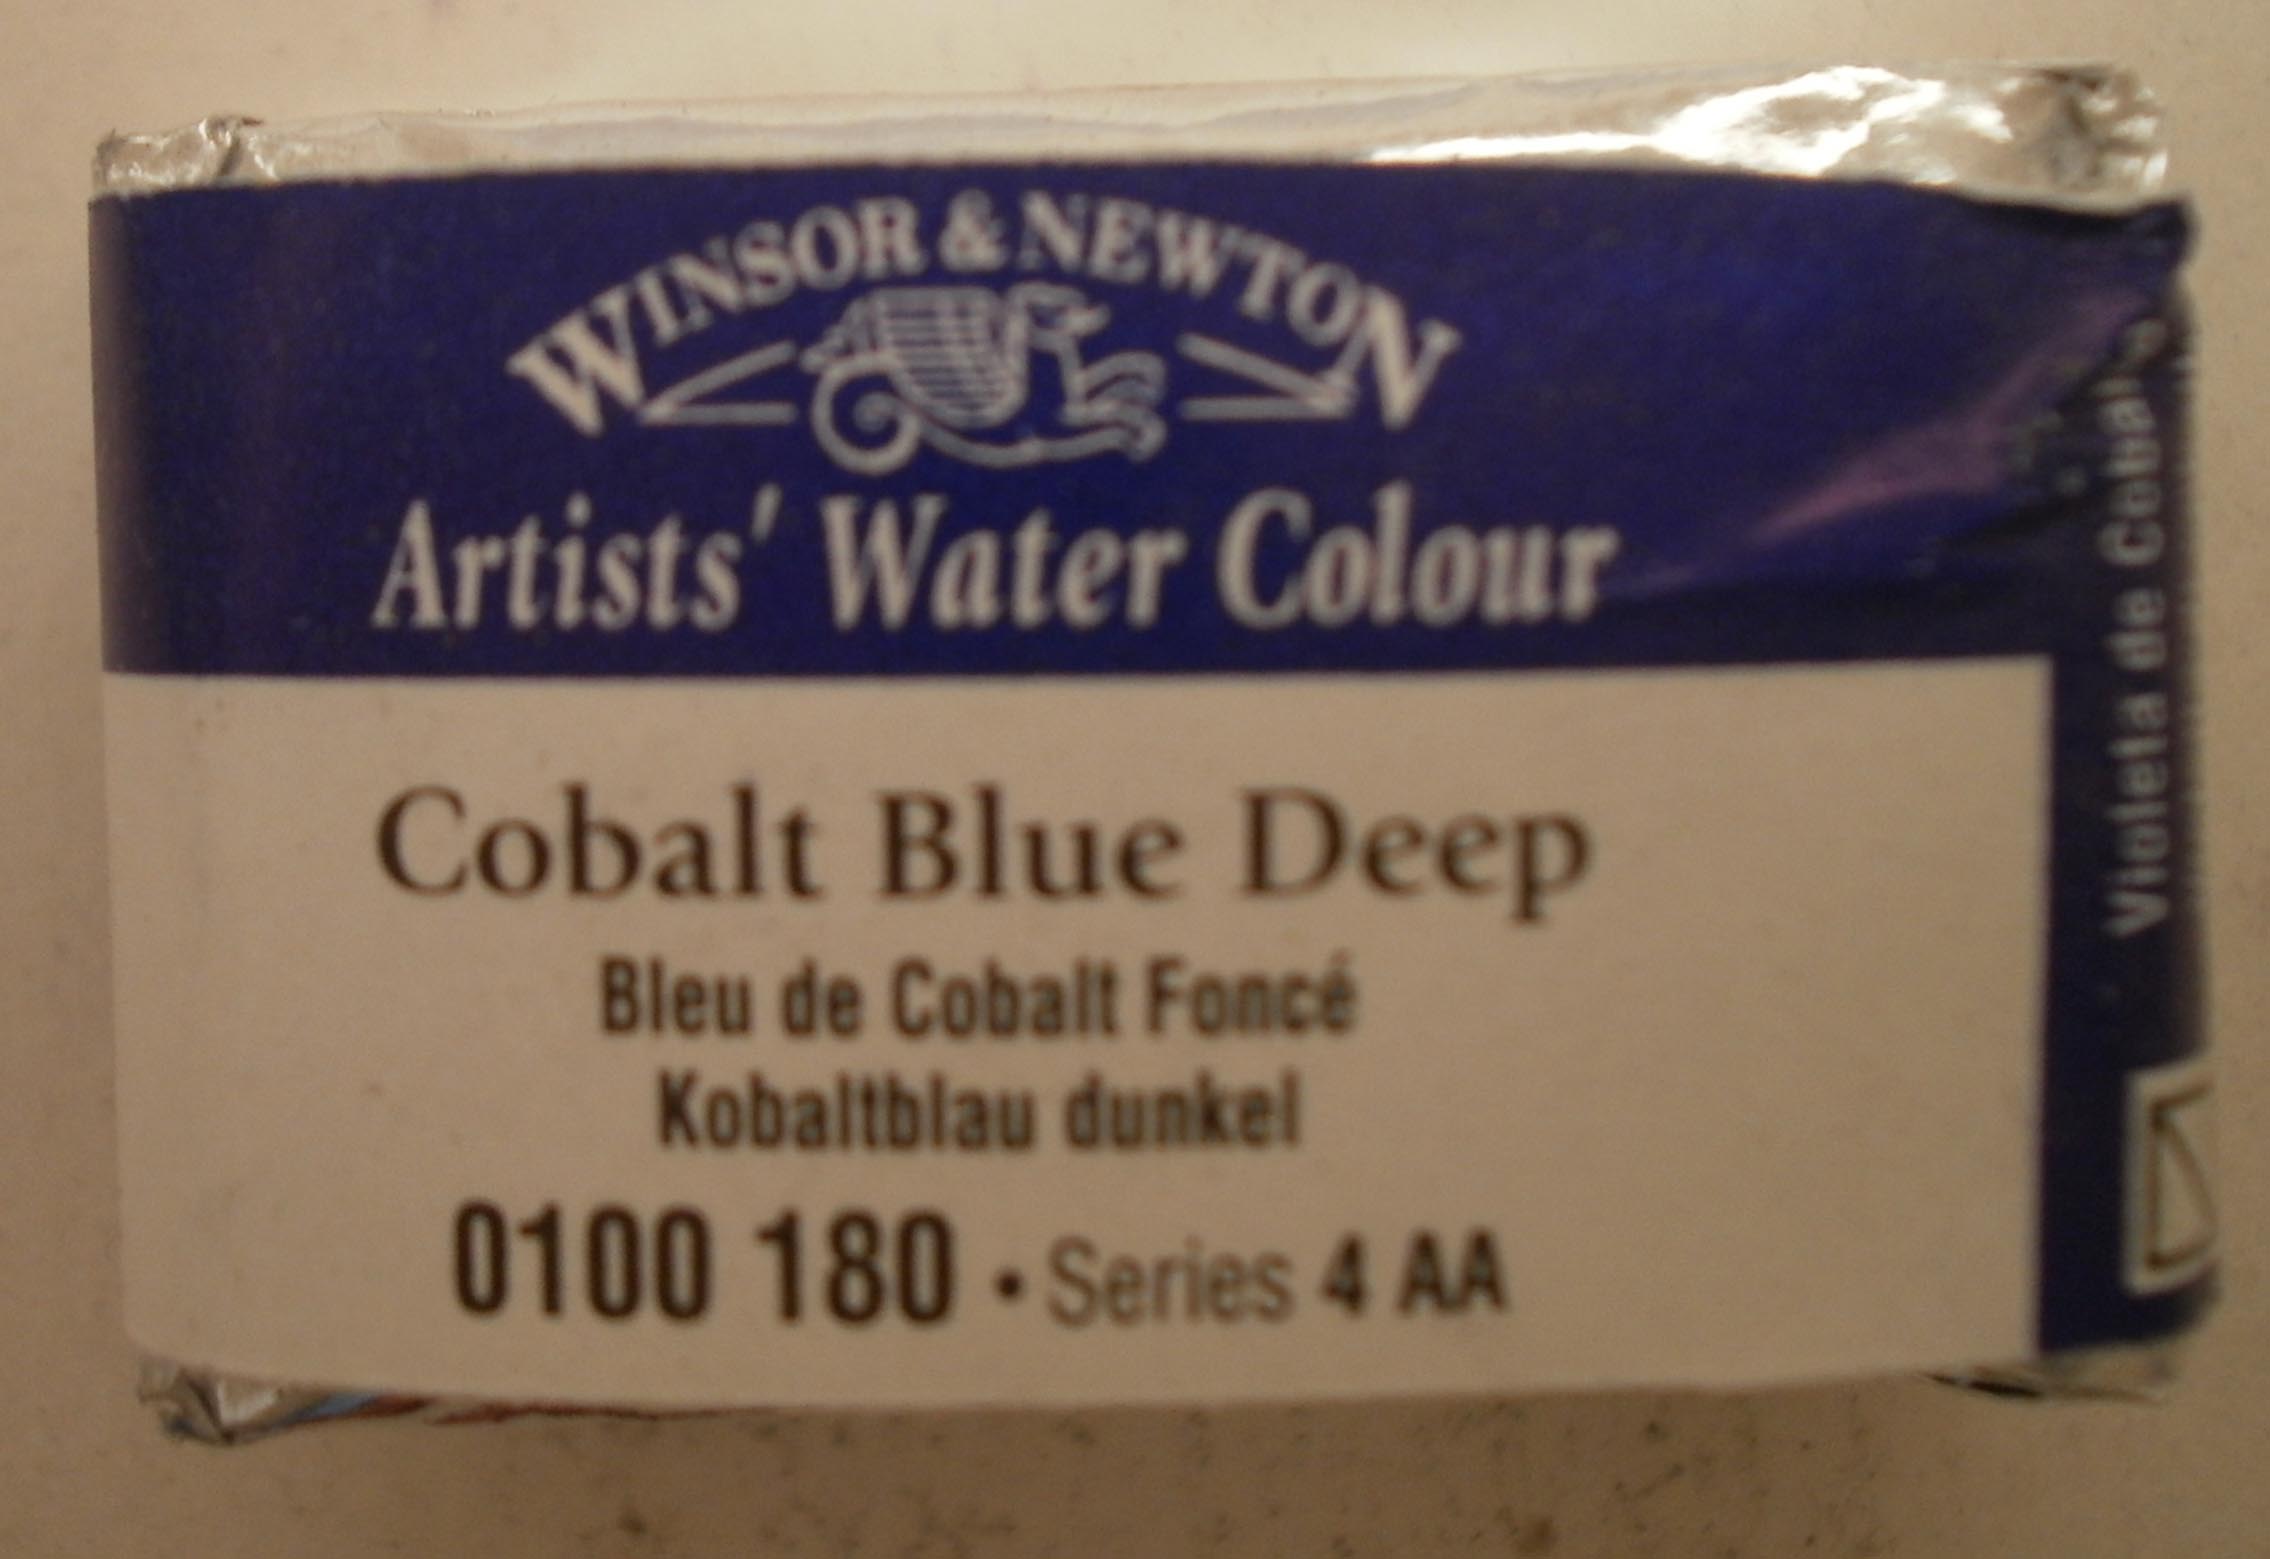 WINSOR & NEWTON
Artists' Water Colour
Cobalt Blue Deep
Bleu de Cobalt Foncé
Kobaltblau dunkel
0100 180 • Series 4 AA
Violeta de Cobalto